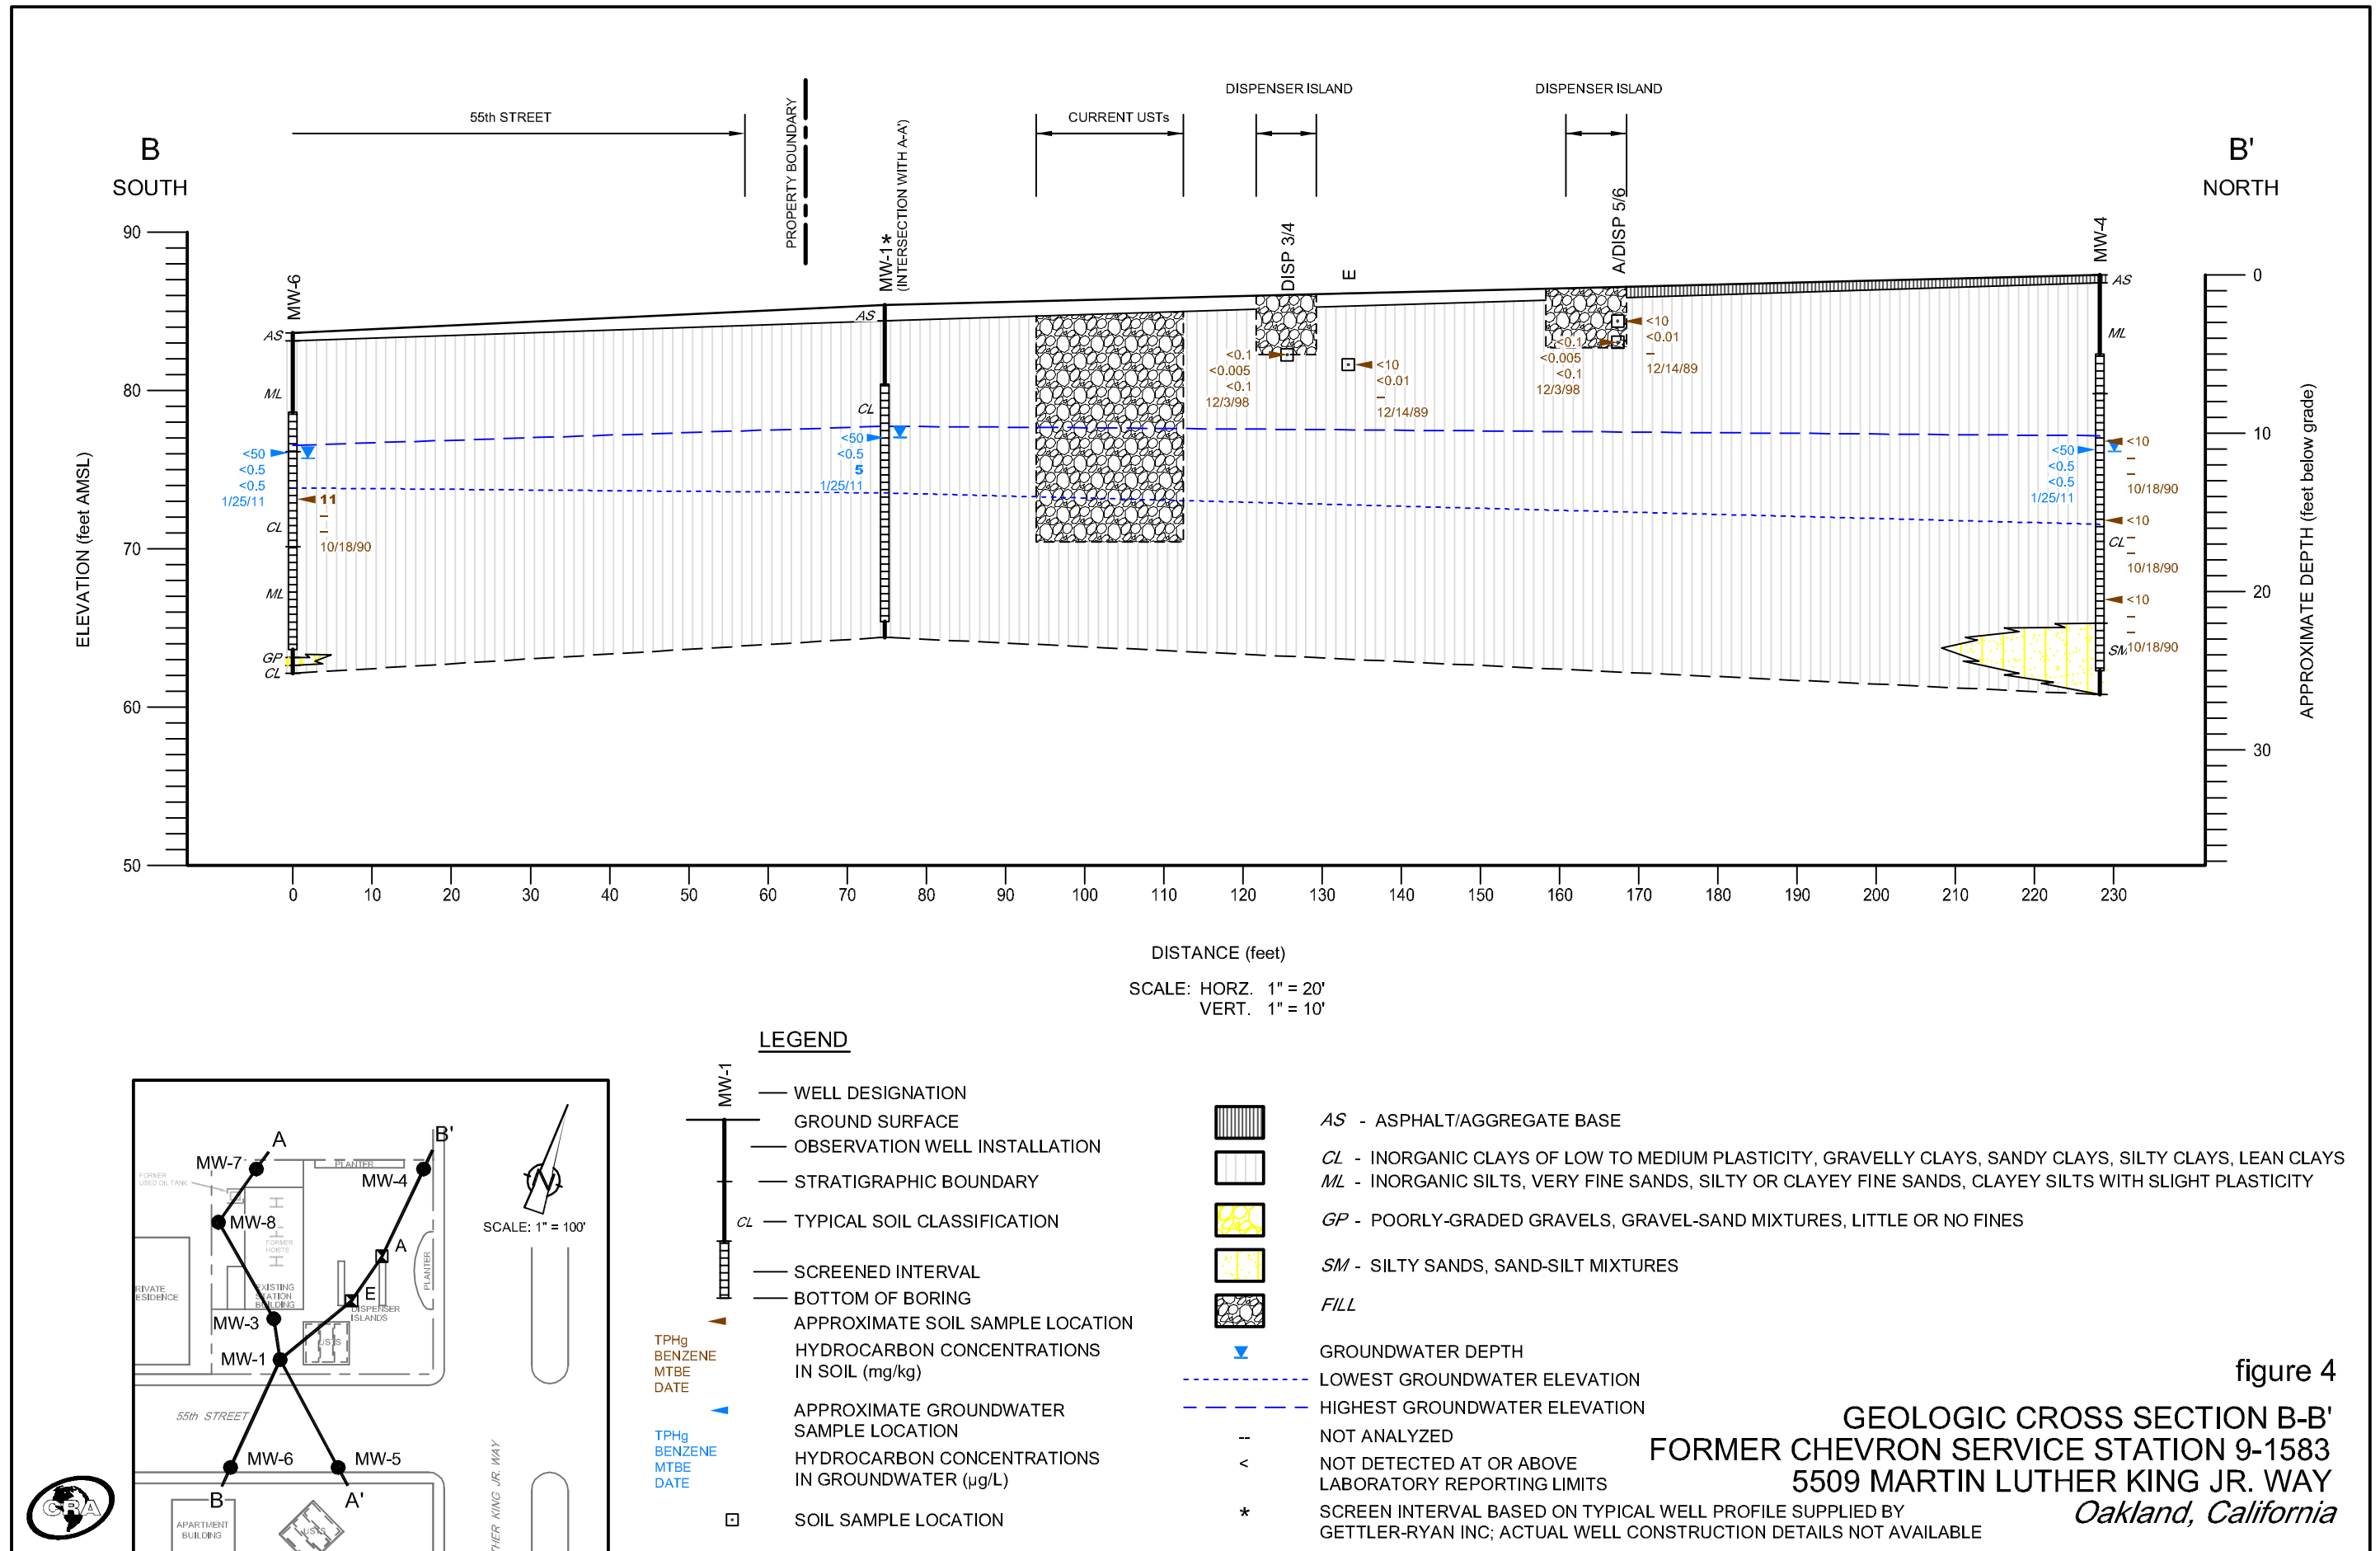 DISPENSER ISLAND
DISPENSER ISLAND
55th STREET
PROPERTY BOUNDARY
CURRENT USTs
B
SOUTH
B'
NORTH
MW-6
MW-1*
(INTERSECTION WITH A-A')
DISP 3/4
E
A/DISP 5/6
MW-4
ELEVATION (feet AMSL)
90
80
70
60
50
APPROXIMATE DEPTH (feet below grade)
0
10
20
30
AS
ML
CL
ML
GP
CL
<50
<0.5
<0.5
1/25/11
11
–
–
10/18/90
AS
CL
<50
<0.5
5
1/25/11
<0.1
<0.005
<0.1
12/3/98
<10
<0.01
–
12/14/89
<0.1
<0.005
<0.1
12/3/98
<10
<0.01
–
12/14/89
AS
ML
CL
SM
<50
<0.5
<0.5
1/25/11
<10
–
–
10/18/90
<10
–
–
10/18/90
<10
–
–
10/18/90
0 10 20 30 40 50 60 70 80 90 100 110 120 130 140 150 160 170 180 190 200 210 220 230
DISTANCE (feet)
SCALE: HORZ. 1" = 20'
VERT. 1" = 10'
LEGEND
MW-1
WELL DESIGNATION
GROUND SURFACE
OBSERVATION WELL INSTALLATION
STRATIGRAPHIC BOUNDARY
CL
TYPICAL SOIL CLASSIFICATION
SCREENED INTERVAL
BOTTOM OF BORING
APPROXIMATE SOIL SAMPLE LOCATION
TPHg
BENZENE
MTBE
DATE
HYDROCARBON CONCENTRATIONS
IN SOIL (mg/kg)
APPROXIMATE GROUNDWATER
SAMPLE LOCATION
TPHg
BENZENE
MTBE
DATE
HYDROCARBON CONCENTRATIONS
IN GROUNDWATER (µg/L)
SOIL SAMPLE LOCATION
AS - ASPHALT/AGGREGATE BASE
CL - INORGANIC CLAYS OF LOW TO MEDIUM PLASTICITY, GRAVELLY CLAYS, SANDY CLAYS, SILTY CLAYS, LEAN CLAYS
ML - INORGANIC SILTS, VERY FINE SANDS, SILTY OR CLAYEY FINE SANDS, CLAYEY SILTS WITH SLIGHT PLASTICITY
GP - POORLY-GRADED GRAVELS, GRAVEL-SAND MIXTURES, LITTLE OR NO FINES
SM - SILTY SANDS, SAND-SILT MIXTURES
FILL
GROUNDWATER DEPTH
LOWEST GROUNDWATER ELEVATION
HIGHEST GROUNDWATER ELEVATION
-- NOT ANALYZED
< NOT DETECTED AT OR ABOVE
LABORATORY REPORTING LIMITS
* SCREEN INTERVAL BASED ON TYPICAL WELL PROFILE SUPPLIED BY
GETTLER-RYAN INC; ACTUAL WELL CONSTRUCTION DETAILS NOT AVAILABLE
A
B'
MW-7
PLANTER
MW-4
FORMER
USED OIL TANK
MW-8
FORMER
HOISTS
N
SCALE: 1" = 100'
A
PLANTER
RIVATE
ESIDENCE
EXISTING
STATION
BUILDING
E
DISPENSER
ISLANDS
MW-3
USTS
MW-1
55th STREET
MW-6
MW-5
B
A'
APARTMENT
BUILDING
USTS
THER KING JR. WAY
CRA
figure 4
GEOLOGIC CROSS SECTION B-B'
FORMER CHEVRON SERVICE STATION 9-1583
5509 MARTIN LUTHER KING JR. WAY
Oakland, California